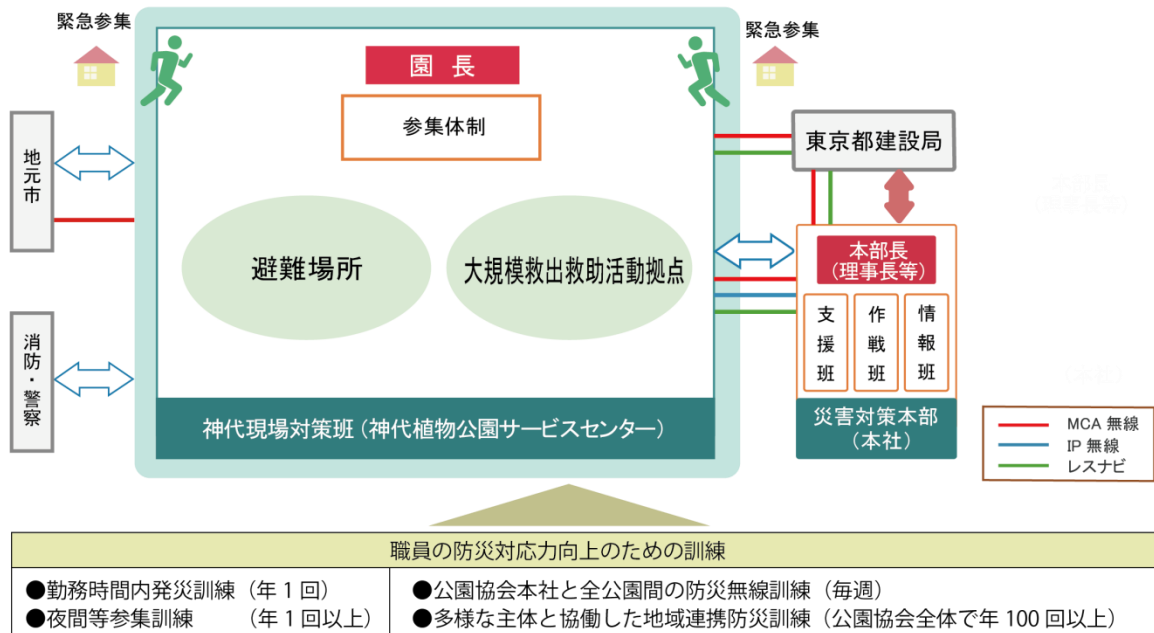 緊急参集
緊急参集
園長
参集体制
地元市
東京都建設局
避難場所
大規模救出救助活動拠点
本部長
(理事長等)
支援班
作戦班
情報班
消防・警察
神代現場対策班(神代植物公園サービスセンター)
災害対策本部
(本社)
MCA 無線
IP 無線
レスナビ
職員の防災対応力向上のための訓練
●勤務時間内発災訓練(年1回)
●夜間等参集訓練 (年1回以上)
●公園協会本社と全公園間の防災無線訓練(毎週)
●多様な主体と協働した地域連携防災訓練(公園協会全体で年100回以上)